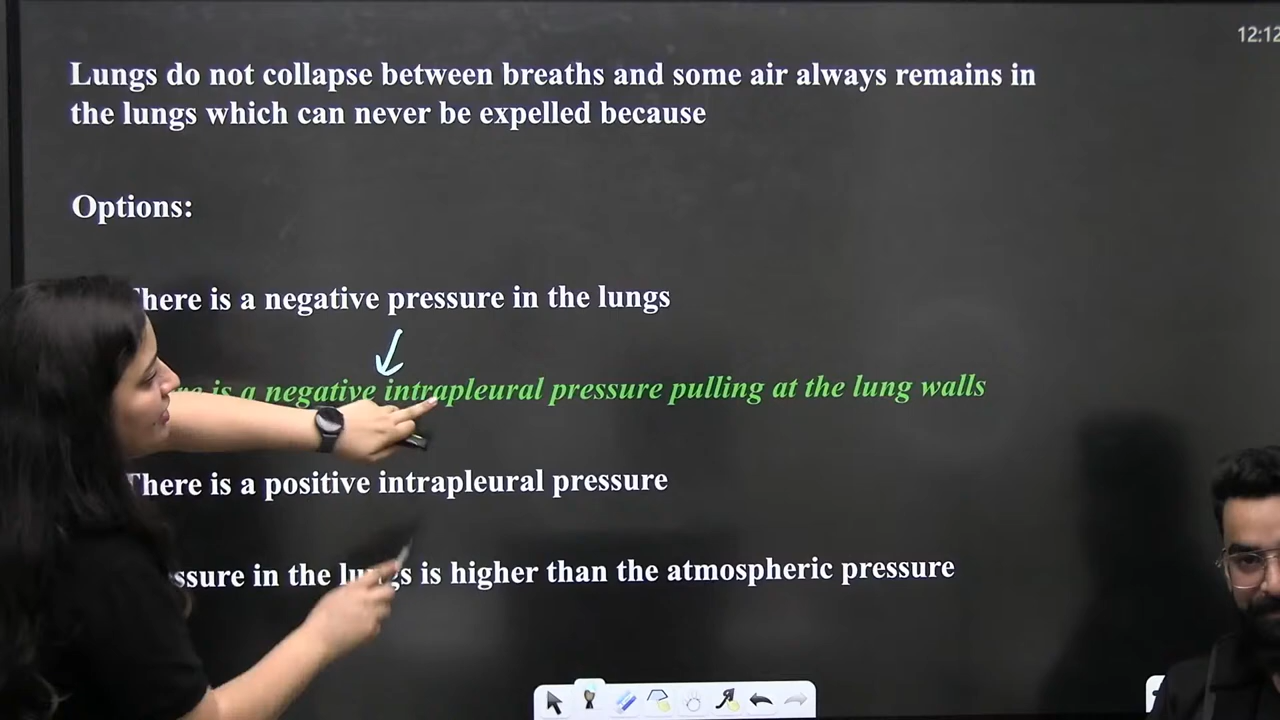 12:12
Lungs do not collapse between breaths and some air always remains in
the lungs which can never be expelled because
Options:
here is a negative pressure in the lungs
re is a negative intrapleural pressure pulling at the lung walls
There is a positive intrapleural pressure
ssure in the lungs is higher than the atmospheric pressure